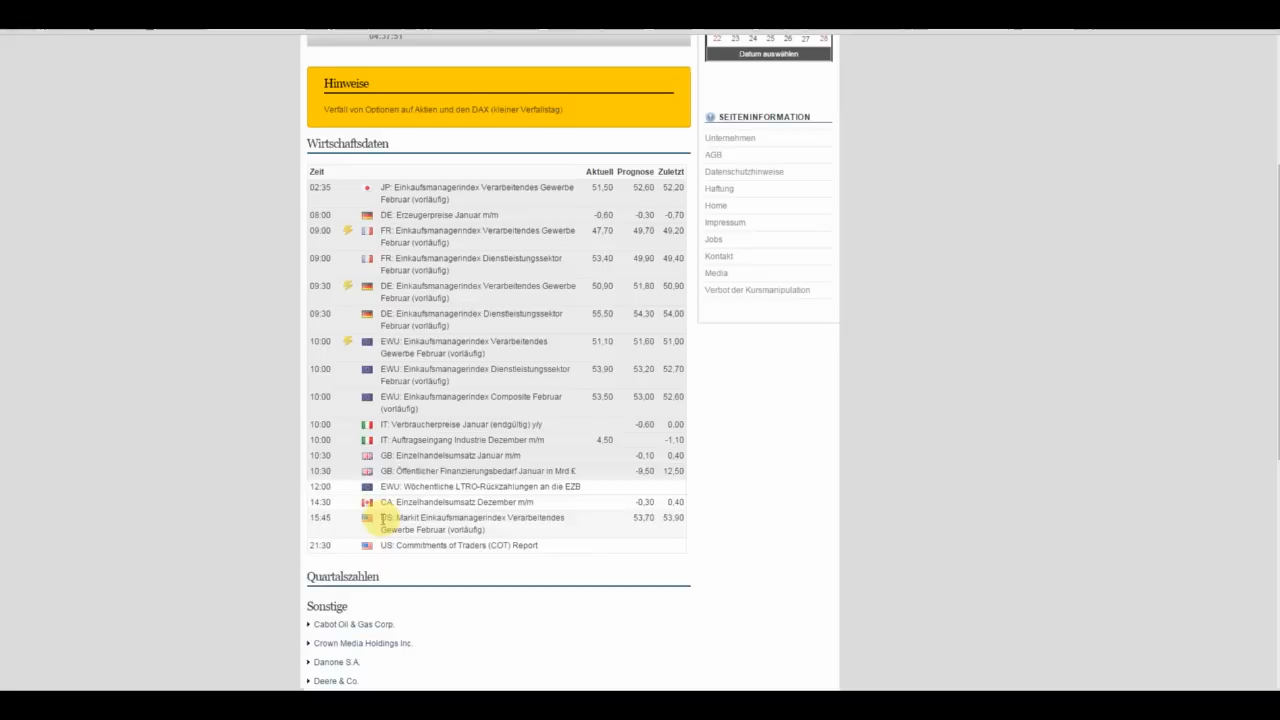 04:37:51
22 23 24 25 26 27 28
Datum auswählen
Hinweise
Verfall von Optionen auf Aktien und den DAX (kleiner Verfallstag)
SEITENINFORMATION
Unternehmen
AGB
Datenschutzhinweise
Haftung
Home
Impressum
Jobs
Kontakt
Media
Verbot der Kursmanipulation
Wirtschaftsdaten
Zeit Aktuell Prognose Zuletzt
02:35 JP: Einkaufsmanagerindex Verarbeitendes Gewerbe 51,50 52,60 52,20
Februar (vorläufig)
08:00 DE: Erzeugerpreise Januar m/m -0,60 -0,30 -0,70
09:00 FR: Einkaufsmanagerindex Verarbeitendes Gewerbe 47,70 49,70 49,20
Februar (vorläufig)
09:00 FR: Einkaufsmanagerindex Dienstleistungssektor 53,40 49,90 49,40
Februar (vorläufig)
09:30 DE: Einkaufsmanagerindex Verarbeitendes Gewerbe 50,90 51,80 50,90
Februar (vorläufig)
09:30 DE: Einkaufsmanagerindex Dienstleistungssektor 55,50 54,30 54,00
Februar (vorläufig)
10:00 EWU: Einkaufsmanagerindex Verarbeitendes 51,10 51,60 51,00
Gewerbe Februar (vorläufig)
10:00 EWU: Einkaufsmanagerindex Dienstleistungssektor 53,90 53,20 52,70
Februar (vorläufig)
10:00 EWU: Einkaufsmanagerindex Composite Februar 53,50 53,00 52,60
(vorläufig)
10:00 IT: Verbraucherpreise Januar (endgültig) y/y -0,60 0,00
10:00 IT: Auftragseingang Industrie Dezember m/m 4,50 -1,10
10:30 GB: Einzelhandelsumsatz Januar m/m -0,10 0,40
10:30 GB: Öffentlicher Finanzierungsbedarf Januar in Mrd £ -9,50 12,50
12:00 EWU: Wöchentliche LTRO-Rückzahlungen an die EZB
14:30 CA: Einzelhandelsumsatz Dezember m/m -0,30 0,40
15:45 US: Markit Einkaufsmanagerindex Verarbeitendes 53,70 53,90
Gewerbe Februar (vorläufig)
21:30 US: Commitments of Traders (COT) Report
Quartalszahlen
Sonstige
Cabot Oil & Gas Corp.
Crown Media Holdings Inc.
Danone S.A.
Deere & Co.